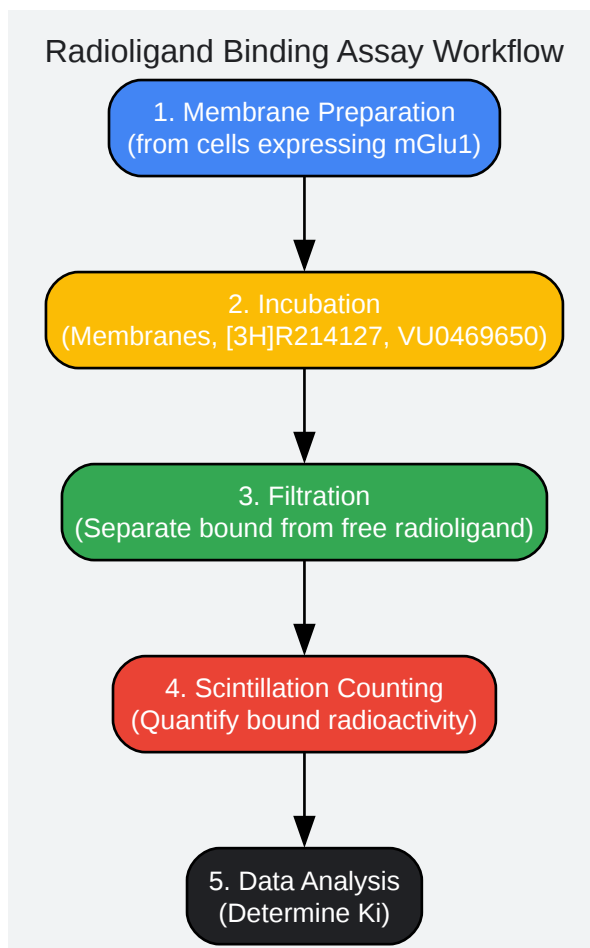 Radioligand Binding Assay Workflow
1. Membrane Preparation
(from cells expressing mGlu1)
2. Incubation
(Membranes, [3H]R214127, VU0469650)
3. Filtration
(Separate bound from free radioligand)
4. Scintillation Counting
(Quantify bound radioactivity)
5. Data Analysis
(Determine Ki)